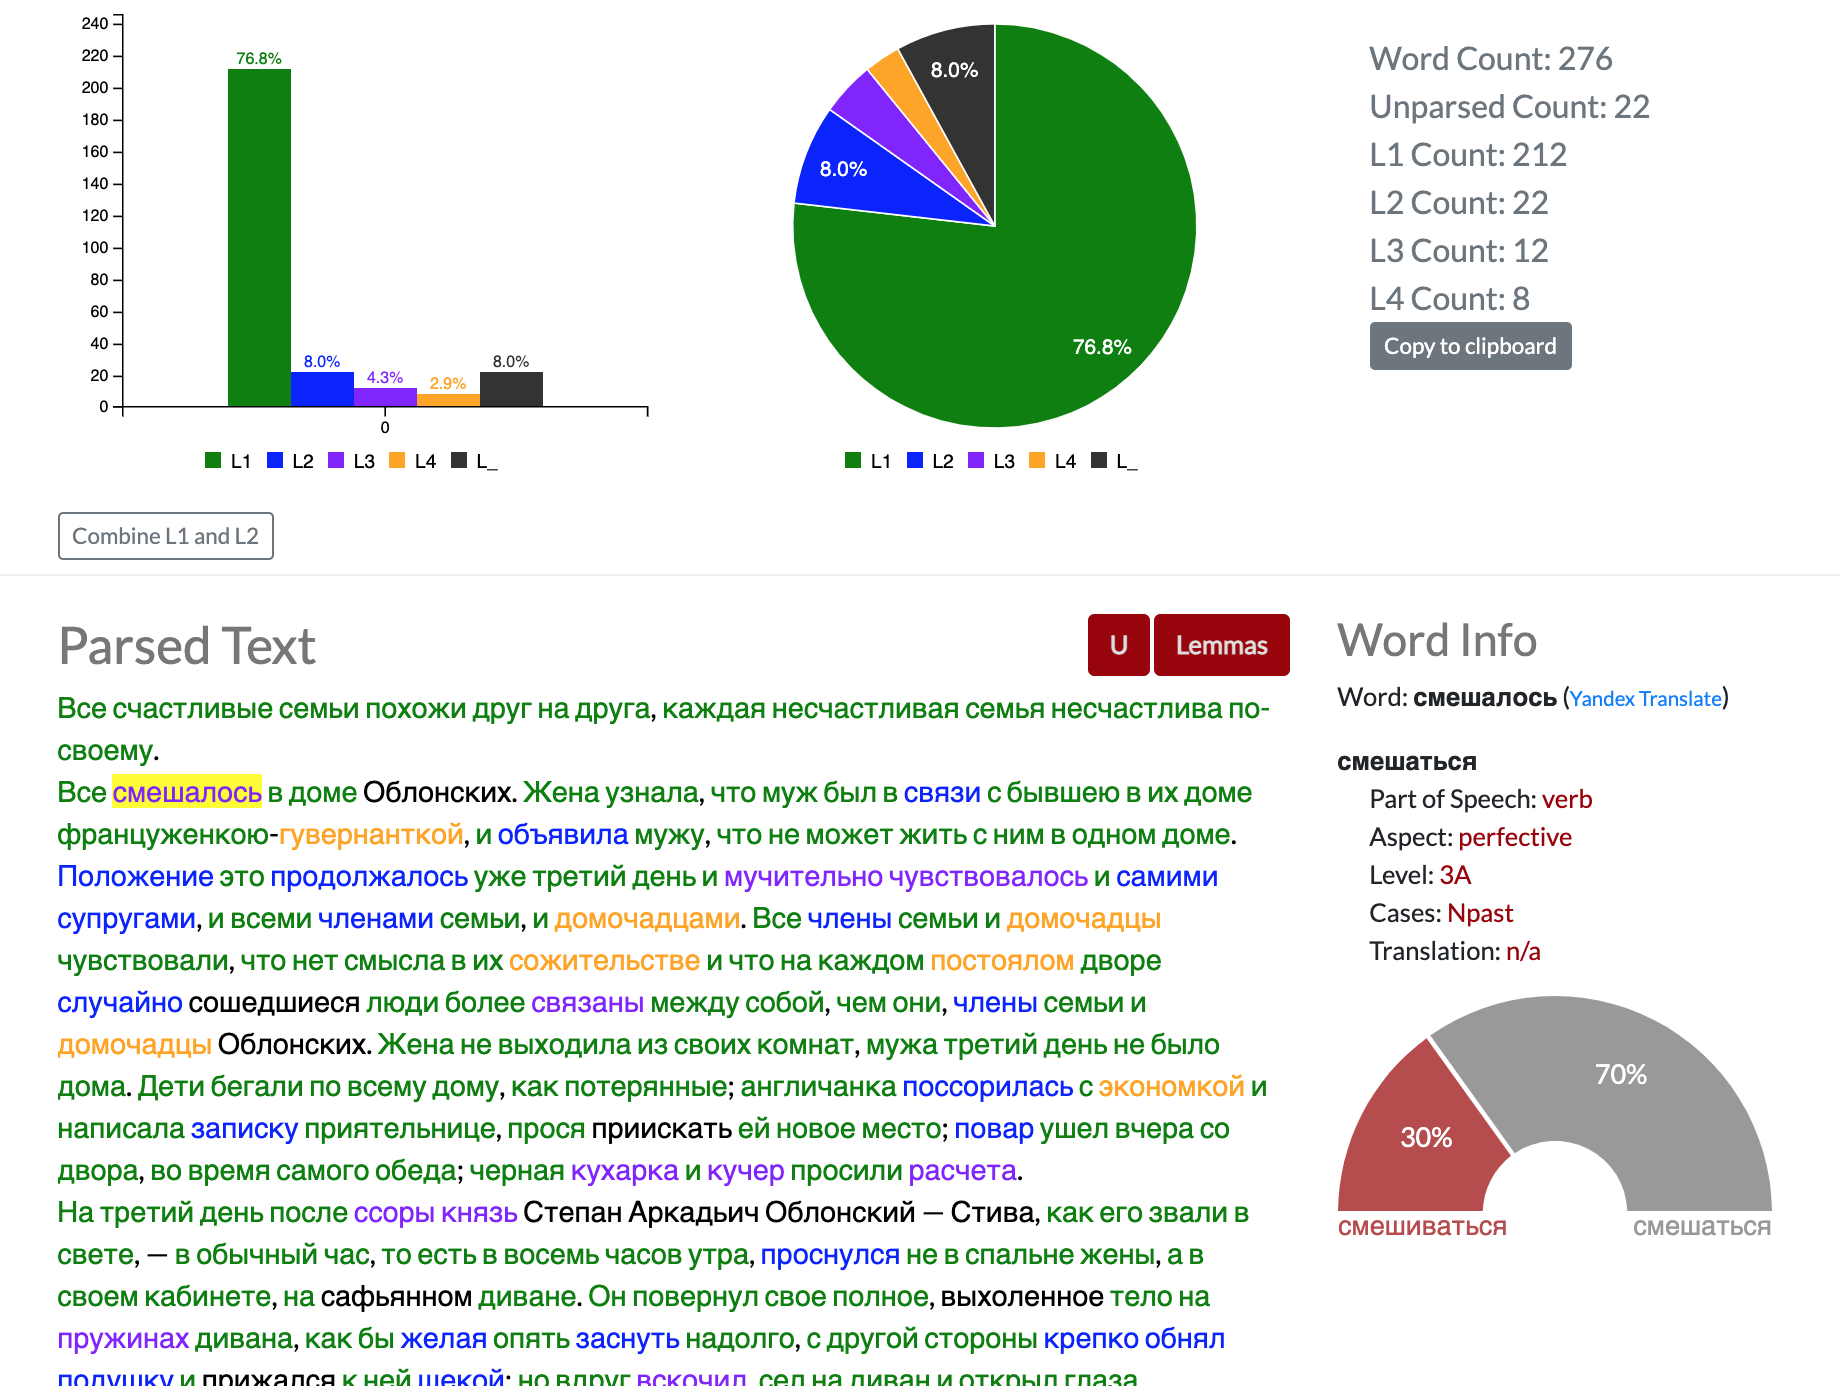 240
220
200
180
160
140
120
100
80
60
40
20
0
76.8%
8.0%
4.3%
2.9%
8.0%
0
L1 L2 L3 L4 L_
8.0%
8.0%
76.8%
L1 L2 L3 L4 L_
Word Count: 276
Unparsed Count: 22
L1 Count: 212
L2 Count: 22
L3 Count: 12
L4 Count: 8
Copy to clipboard
Combine L1 and L2
Parsed Text
U Lemmas
Все счастливые семьи похожи друг на друга, каждая несчастливая семья несчастлива по-
своему.
Все смешалось в доме Облонских. Жена узнала, что муж был в связи с бывшею в их доме
француженкою-гувернанткой, и объявила мужу, что не может жить с ним в одном доме.
Положение это продолжалось уже третий день и мучительно чувствовалось и самими
супругами, и всеми членами семьи, и домочадцами. Все члены семьи и домочадцы
чувствовали, что нет смысла в их сожительстве и что на каждом постоялом дворе
случайно сошедшиеся люди более связаны между собой, чем они, члены семьи и
домочадцы Облонских. Жена не выходила из своих комнат, мужа третий день не было
дома. Дети бегали по всему дому, как потерянные; англичанка поссорилась с экономкой и
написала записку приятельнице, прося приискать ей новое место; повар ушел вчера со
двора, во время самого обеда; черная кухарка и кучер просили расчета.
На третий день после ссоры князь Степан Аркадьич Облонский — Стива, как его звали в
свете, — в обычный час, то есть в восемь часов утра, проснулся не в спальне жены, а в
своем кабинете, на сафьянном диване. Он повернул свое полное, выхоленное тело на
пружинах дивана, как бы желая опять заснуть надолго, с другой стороны крепко обнял
подушку и прижался к ней щекой; но вдруг вскочил, сел на диван и открыл глаза.
Word Info
Word: смешалось (Yandex Translate)
смешаться
Part of Speech: verb
Aspect: perfective
Level: 3A
Cases: Npast
Translation: n/a
70%
30%
смешиваться
смешаться